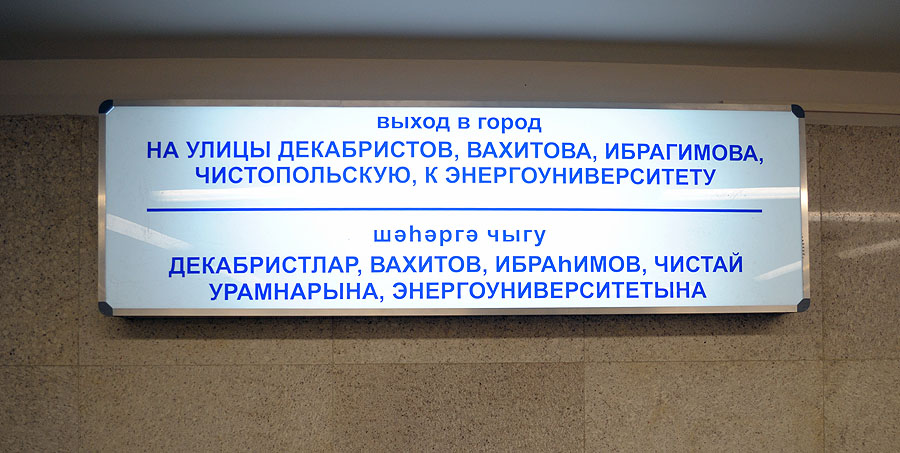 выход в город
НА УЛИЦЫ ДЕКАБРИСТОВ, ВАХИТОВА, ИБРАГИМОВА,
ЧИСТОПОЛЬСКУЮ, К ЭНЕРГОУНИВЕРСИТЕТУ
шәһәргә чыгу
ДЕКАБРИСТЛАР, ВАХИТОВ, ИБРАһИМОВ, ЧИСТАЙ
УРАМНАРЫНА, ЭНЕРГОУНИВЕРСИТЕТЫНА